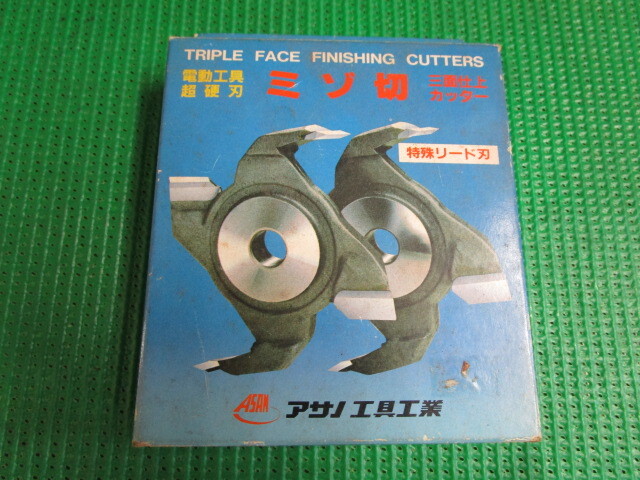 TRIPLE FACE FINISHING CUTTERS
電動工具 ミゾ切 三面仕上
超硬刃 カッター
特殊リード刃
ASAN アサノ工具工業